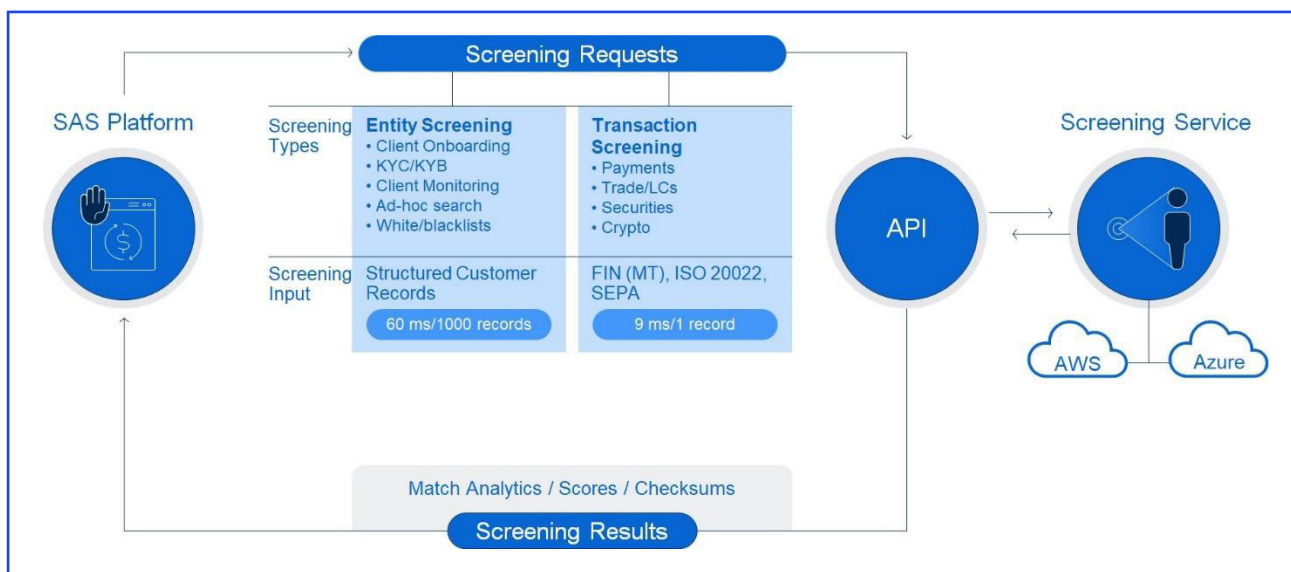 Screening Requests
SAS Platform
Screening
Types
Entity Screening
• Client Onboarding
• KYC/KYB
• Client Monitoring
• Ad-hoc search
• White/blacklists
Transaction
Screening
• Payments
• Trade/LCs
• Securities
• Crypto
Screening
Input
Structured Customer
Records
60 ms/1000 records
FIN (MT), ISO 20022,
SEPA
9 ms/1 record
API
Screening Service
AWS
Azure
Match Analytics / Scores / Checksums
Screening Results